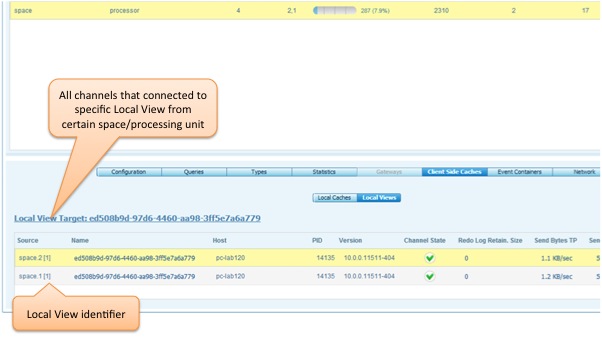 space processor 4 2,1 287 (7.9%) 2310 2 17
All channels that connected to
specific Local View from
certain space/processing unit
Configuration Queries Types Statistics Gateways Client Side Caches Event Containers Network
Local Caches Local Views
Local View Target: ed508b9d-97d6-4460-aa98-3ff5e7a6a779
Source Name Host PID Version Channel State Redo Log Retain. Size Send Bytes TP Sen
space.2 [1] ed508b9d-97d6-4460-aa98-3ff5e7a6a779 pc-lab120 14135 10.0.0.11511-404 0 1.1 KB/sec 5
space.1 [1] ed508b9d-97d6-4460-aa98-3ff5e7a6a779 pc-lab120 14135 10.0.0.11511-404 0 1.2 KB/sec 5
Local View identifier